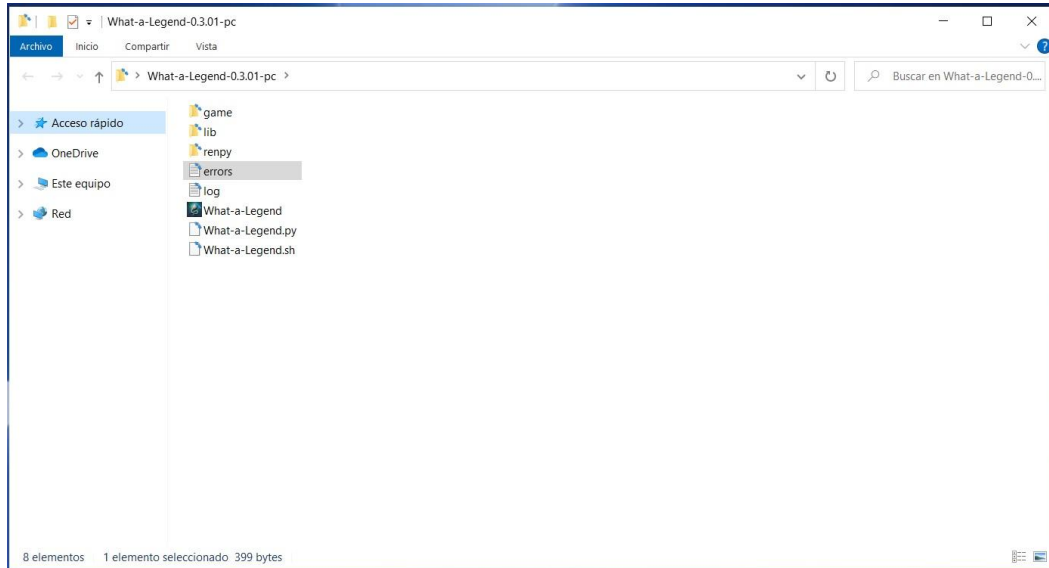 What-a-Legend-0.3.01-pc
Archivo Inicio Compartir Vista
What-a-Legend-0.3.01-pc
Buscar en What-a-Legend-0....
Acceso rápido
OneDrive
Este equipo
Red
game
lib
renpy
errors
log
What-a-Legend
What-a-Legend.py
What-a-Legend.sh
8 elementos 1 elemento seleccionado 399 bytes